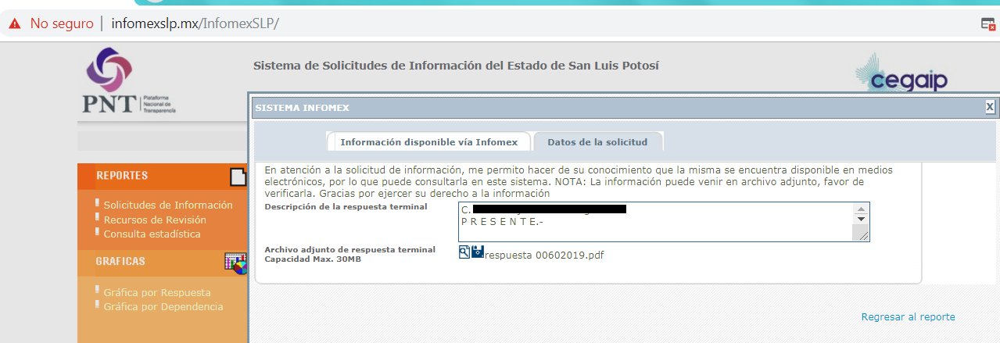 No seguro | infomexslp.mx/InfomexSLP/
PNT
Plataforma
Nacional de
Transparencia
Sistema de Solicitudes de Información del Estado de San Luis Potosí
cegaip
SISTEMA INFOMEX
X
Información disponible vía Infomex
Datos de la solicitud
REPORTES
Solicitudes de Información
Recursos de Revisión
Consulta estadística
GRAFICAS
Gráfica por Respuesta
Gráfica por Dependencia
En atención a la solicitud de información, me permito hacer de su conocimiento que la misma se encuentra disponible en medios
electrónicos, por lo que puede consultarla en este sistema. NOTA: La información puede venir en archivo adjunto, favor de
verificarla. Gracias por ejercer su derecho a la información
Descripción de la respuesta terminal
C.
P R E S E N T E.-
Archivo adjunto de respuesta terminal
Capacidad Max. 30MB
respuesta 00602019.pdf
Regresar al reporte